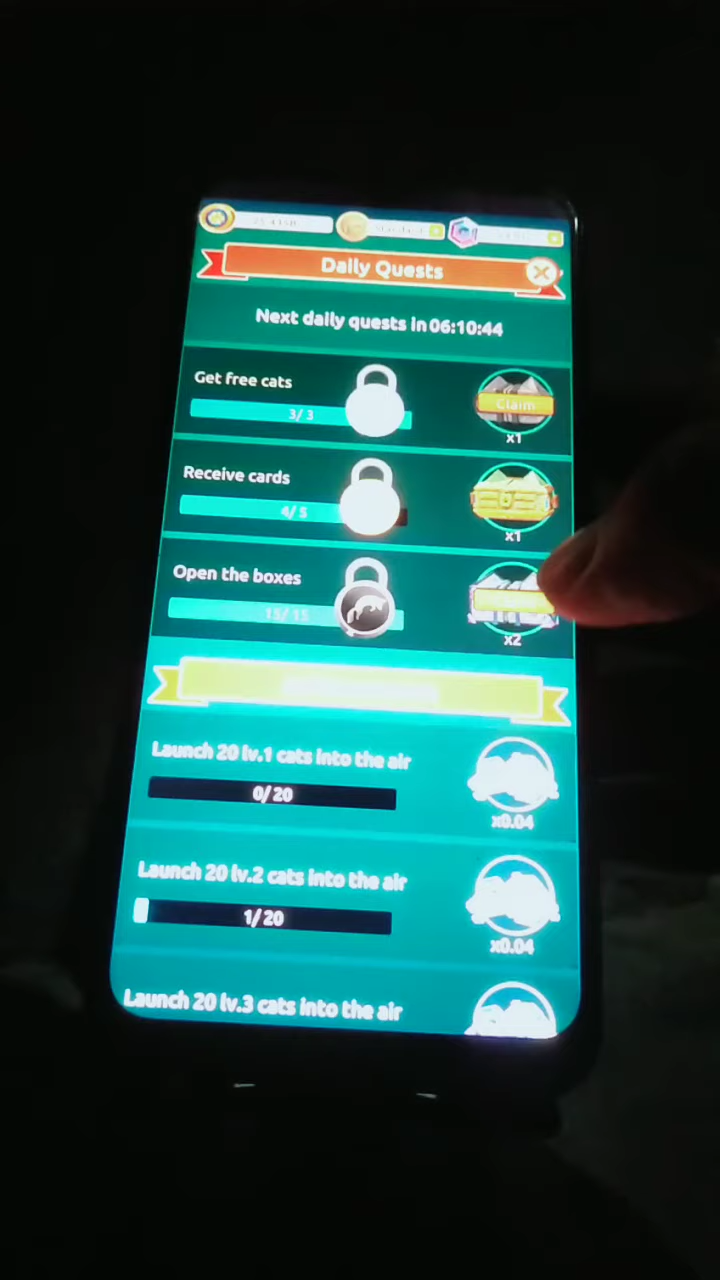 Daily Quests
Next daily quests in 06:10:44
Get free cats
3/3
Claim
x1
Receive cards
4/5
x1
Open the boxes
15/15
x2
Launch 20 lv.1 cats into the air
0/20
x0.04
Launch 20 lv.2 cats into the air
1/20
x0.04
Launch 20 lv.3 cats into the air